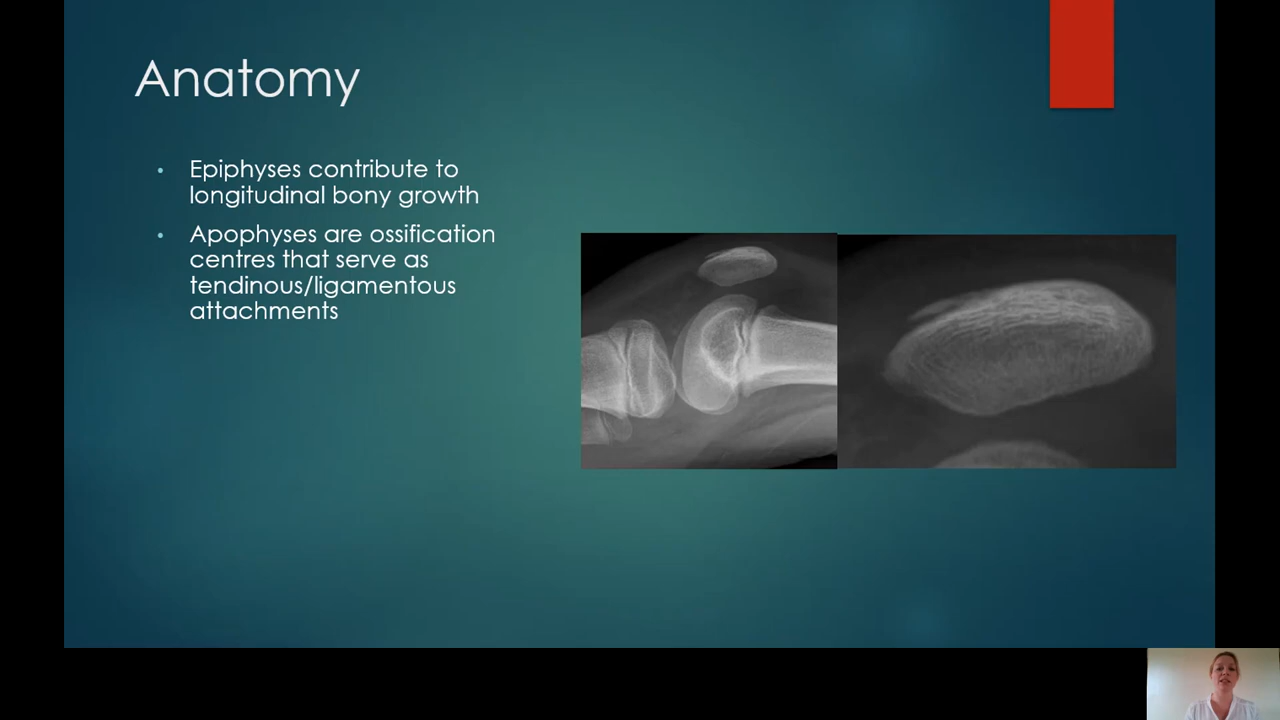 Anatomy
Epiphyses contribute to
longitudinal bony growth
Apophyses are ossification
centres that serve as
tendinous/ligamentous
attachments